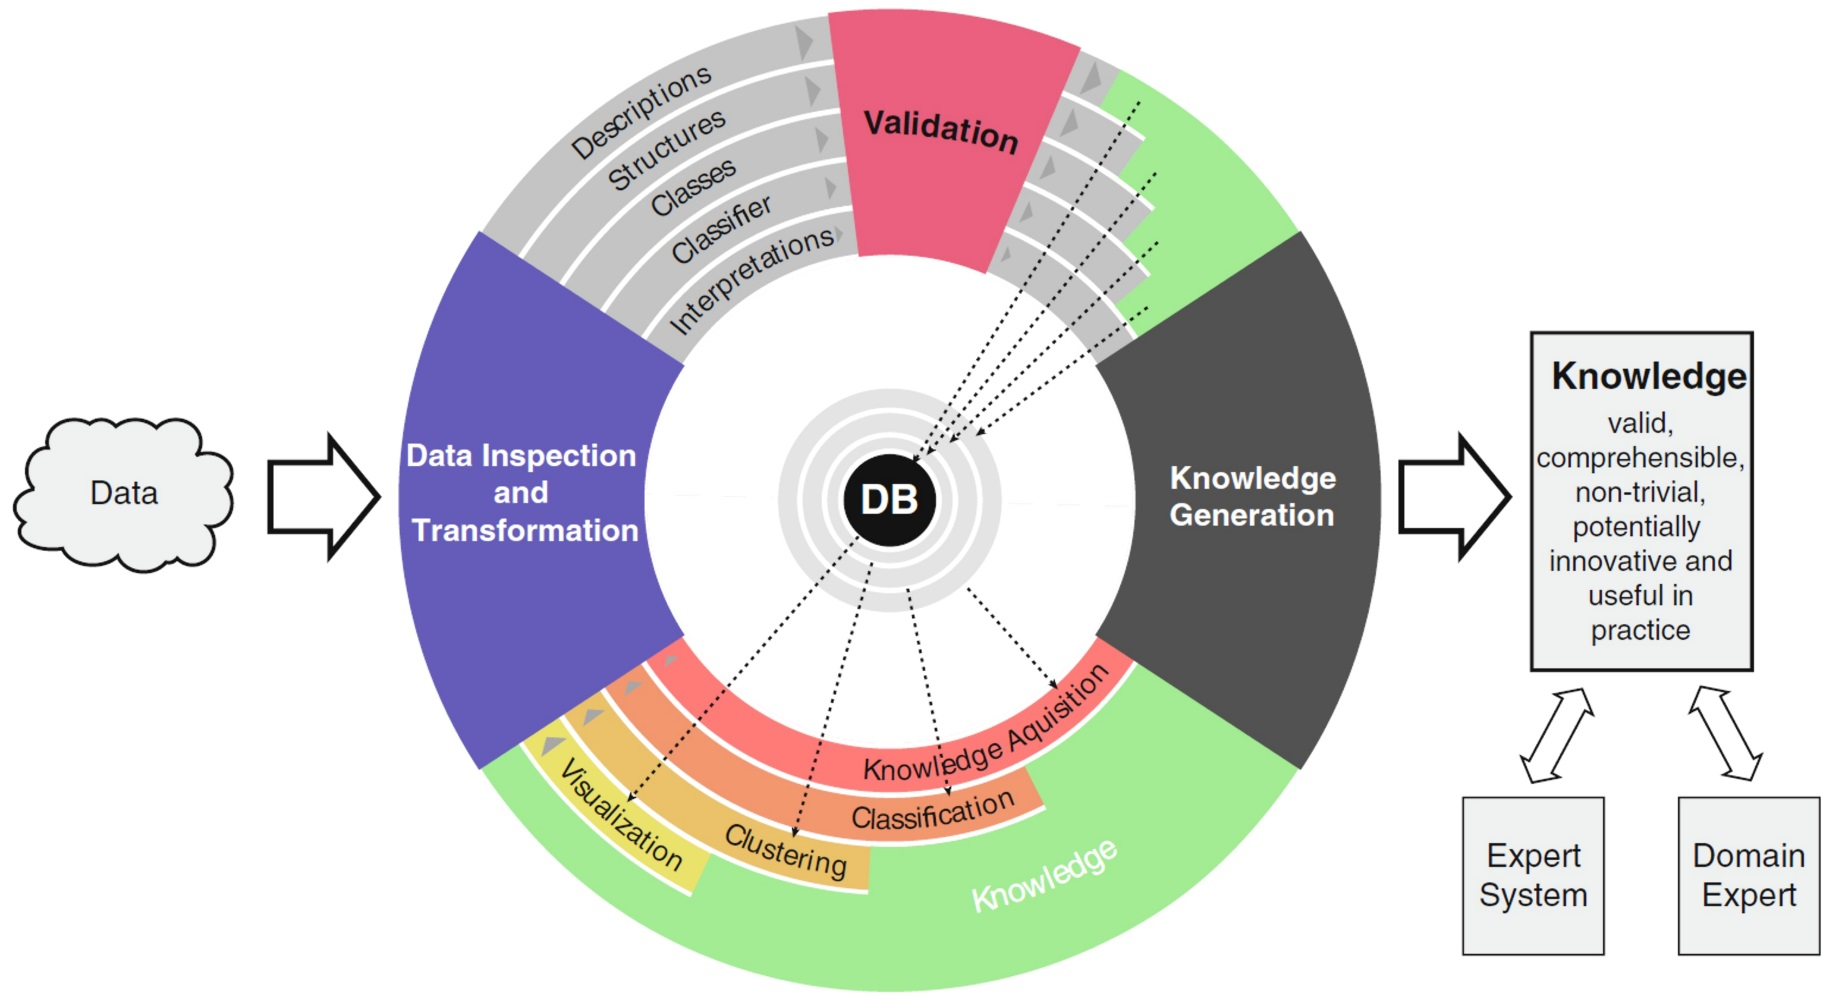 Descriptions
Structures
Classes
Classifier
Interpretations
Validation
Data
Data Inspection
and
Transformation
DB
Knowledge
Generation
Knowledge
valid,
comprehensible,
non-trivial,
potentially
innovative and
useful in
practice
Knowledge Aquisition
Classification
Clustering
Visualization
Knowledge
Expert
System
Domain
Expert